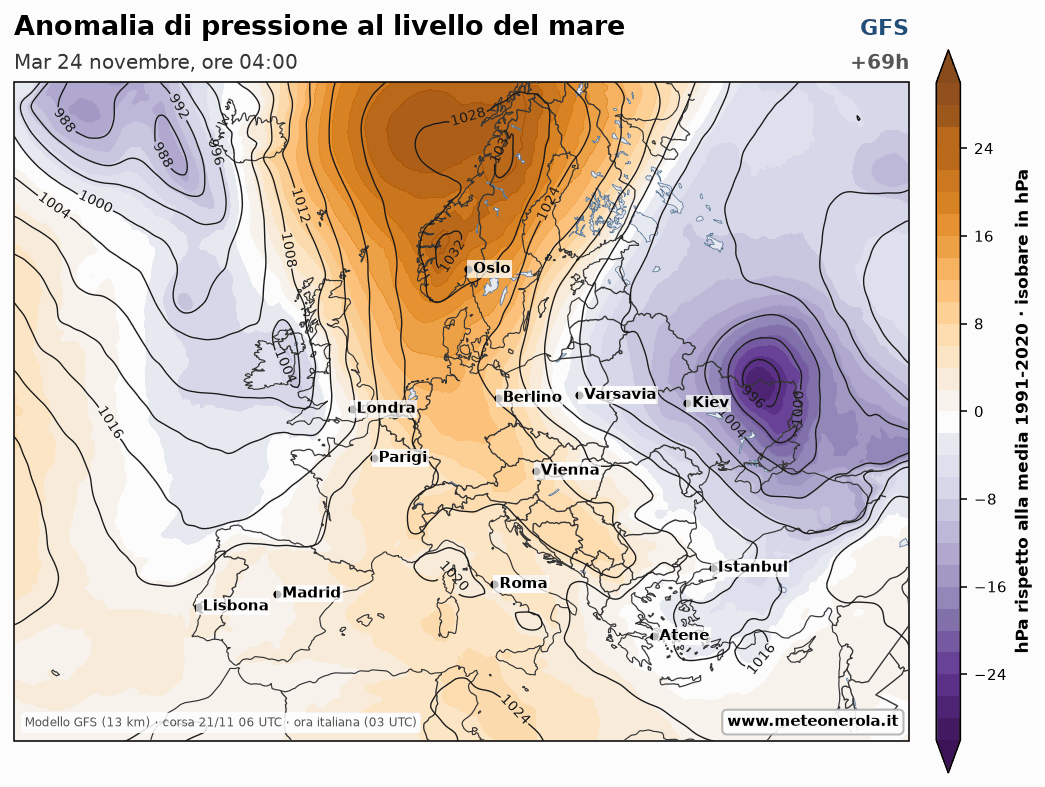 Anomalia di pressione al livello del mare
GFS
Mar 24 novembre, ore 04:00
+69h
988
992
988
996
1000
1004
1012
1008
1028
1032
1024
1032
Oslo
1004
1016
Londra
Berlino
Varsavia
Kiev
996
1000
1004
Parigi
Vienna
1020
Roma
Madrid
Lisbona
Istanbul
Atene
1016
1024
Modello GFS (13 km) · corsa 21/11 06 UTC · ora italiana (03 UTC)
www.meteonerola.it
24
16
8
0
−8
−16
−24
hPa rispetto alla media 1991-2020 · isobare in hPa